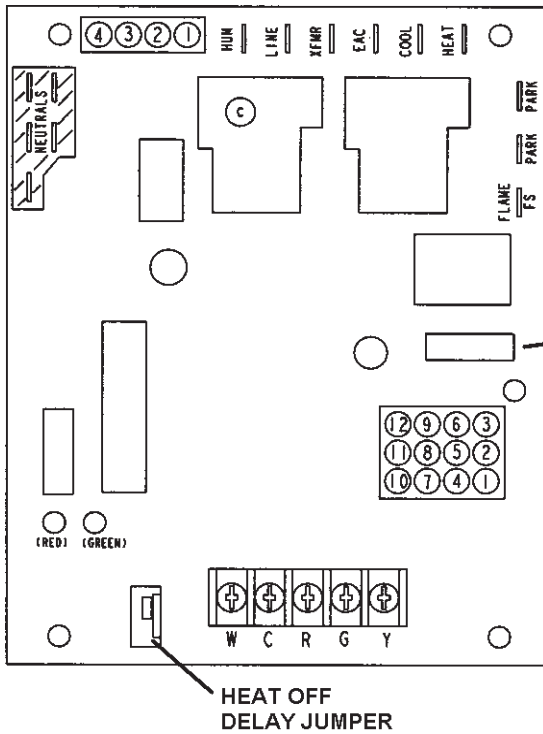 4 3 2 1
HUM
LINE
XFMR
EAC
COOL
HEAT
NEUTRALS
C
PARK
PARK
FLAME
FS
12 9 6 3
11 8 5 2
10 7 4 1
(RED) (GREEN)
W C R G Y
HEAT OFF
DELAY JUMPER